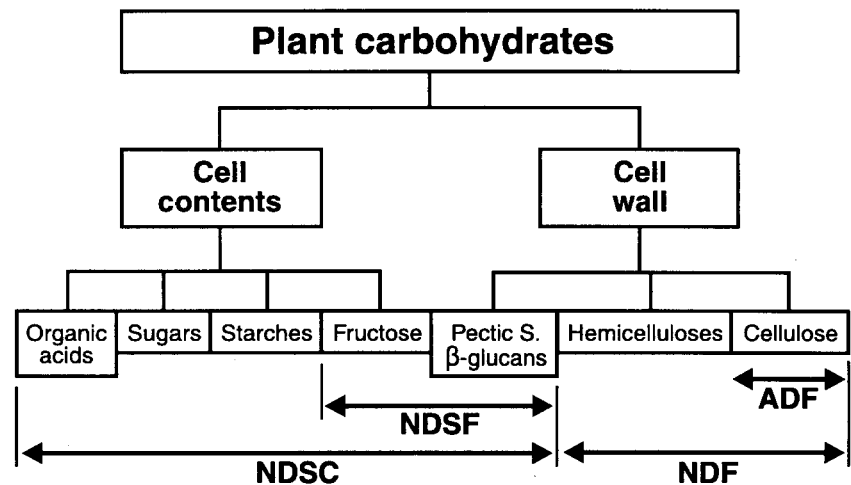 Plant carbohydrates
Cell
contents
Cell
wall
Organic
acids
Sugars
Starches
Fructose
Pectic S.
β-glucans
Hemicelluloses
Cellulose
ADF
NDSF
NDSC
NDF